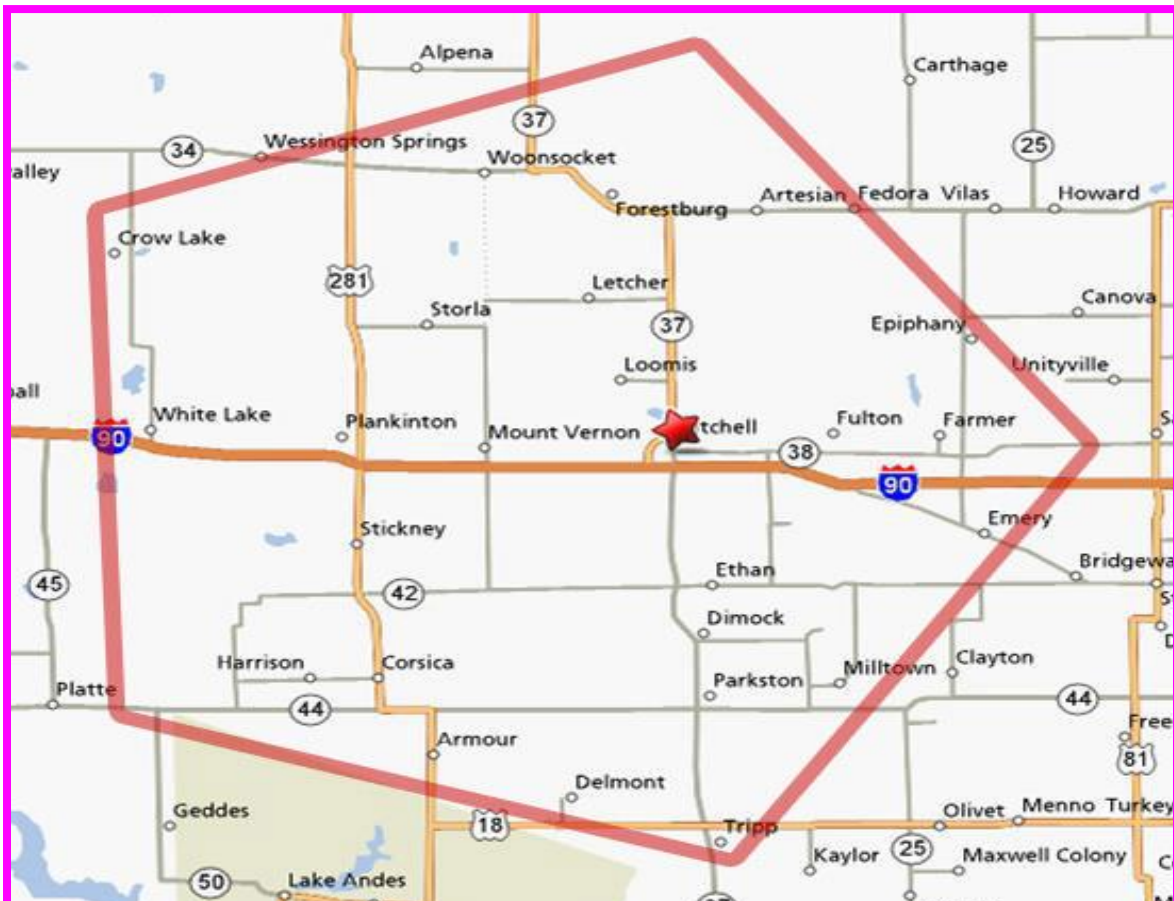 Alpena
Carthage
37
25
34
Wessington Springs
Woonsocket
alley
Artesian
Fedora
Vilas
Howard
Forestburg
Crow Lake
281
Letcher
Canova
Storla
37
Epiphany
Loomis
Unityville
all
White Lake
Plankinton
Mount Vernon
tchell
Fulton
Farmer
90
38
90
Stickney
Emery
Bridgewa
Ethan
45
42
Dimock
Harrison
Corsica
Milltown
Clayton
Parkston
Platte
44
44
Free
Armour
81
Delmont
Geddes
18
Olivet
Menno
Turkey
Tripp
Kaylor
25
Maxwell Colony
50
Lake Andes